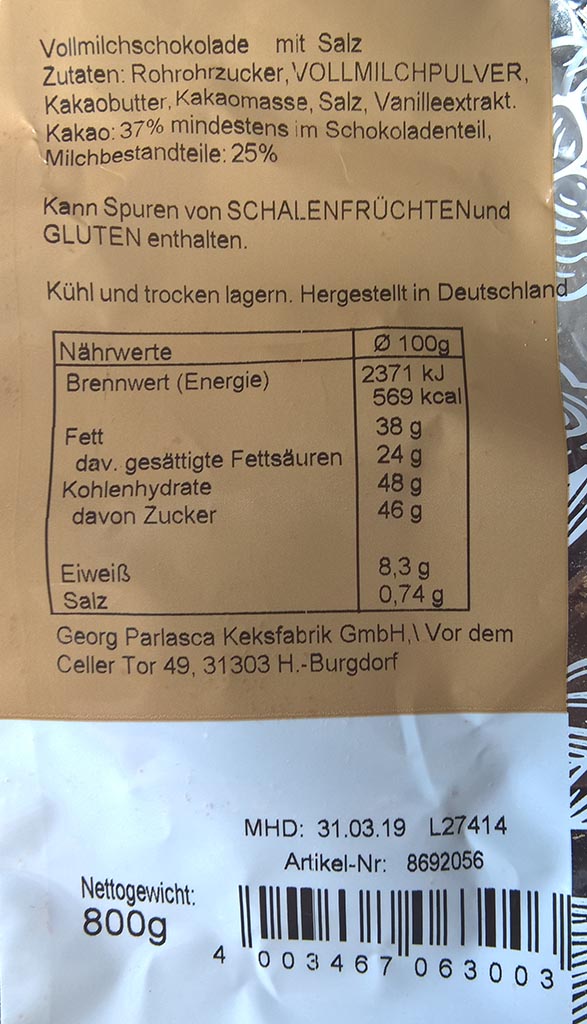 Vollmilchschokolade mit Salz
Zutaten: Rohrohrzucker, VOLLMILCHPULVER,
Kakaobutter, Kakaomasse, Salz, Vanilleextrakt.
Kakao: 37% mindestens im Schokoladenteil,
Milchbestandteile: 25%
Kann Spuren von SCHALENFRÜCHTEN und
GLUTEN enthalten.
Kühl und trocken lagern. Hergestellt in Deutschland
Nährwerte Ø 100g
Brennwert (Energie) 2371 kJ
569 kcal
Fett 38 g
dav. gesättigte Fettsäuren 24 g
Kohlenhydrate 48 g
davon Zucker 46 g
Eiweiß 8,3 g
Salz 0,74 g
Georg Parlasca Keksfabrik GmbH,\ Vor dem
Celler Tor 49, 31303 H.-Burgdorf
MHD: 31.03.19 L27414
Artikel-Nr: 8692056
Nettogewicht:
800g
4 003467 063003